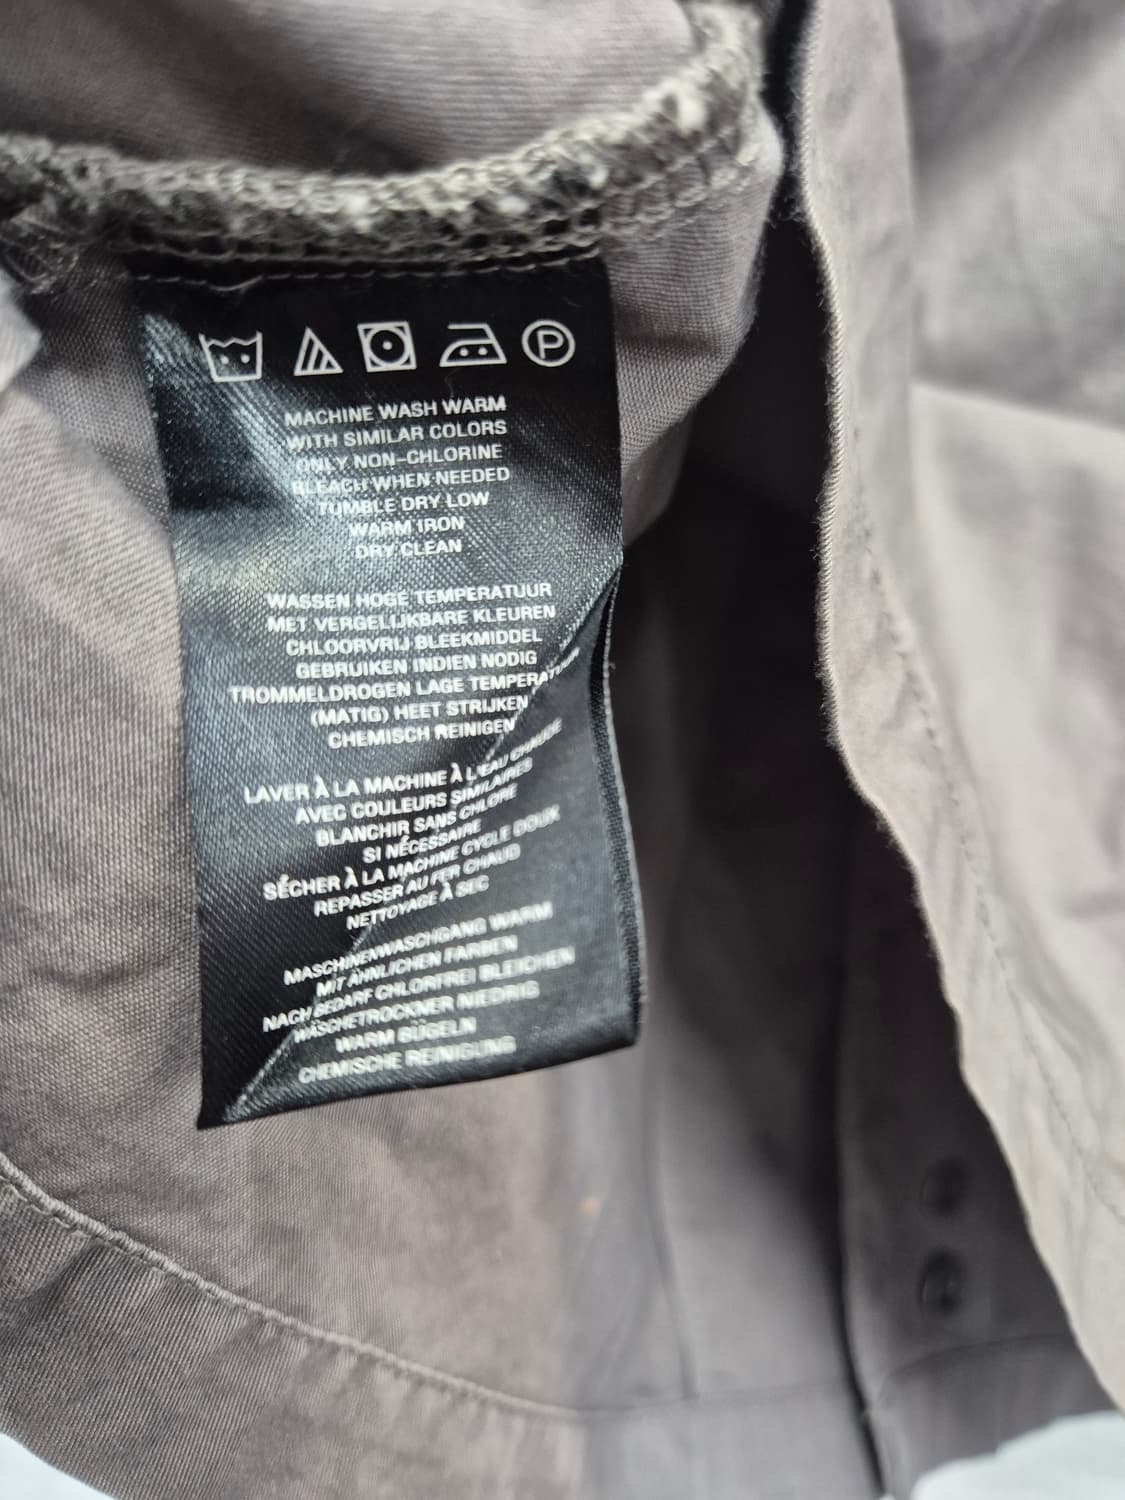 P
MACHINE WASH WARM
WITH SIMILAR COLORS
ONLY NON-CHLORINE
BLEACH WHEN NEEDED
TUMBLE DRY LOW
WARM IRON
DRY CLEAN
WASSEN HOGE TEMPERATUUR
MET VERGELIJKBARE KLEUREN
CHLOORVRIJ BLEEKMIDDEL
GEBRUIKEN INDIEN NODIG
TROMMELDROGEN LAGE TEMPERATUUR
(MATIG) HEET STRIJKEN
CHEMISCH REINIGEN
LAVER À LA MACHINE À L'EAU CHAUDE
AVEC COULEURS SIMILAIRES
BLANCHIR SANS CHLORE
SI NÉCESSAIRE
SÉCHER À LA MACHINE CYCLE DOUX
REPASSER AU FER CHAUD
NETTOYAGE À SEC
MASCHINENWASCHGANG WARM
MIT ÄHNLICHEN FARBEN
NACH BEDARF CHLORFREI BLEICHEN
WÄSCHETROCKNER NIEDRIG
WARM BÜGELN
CHEMISCHE REINIGUNG